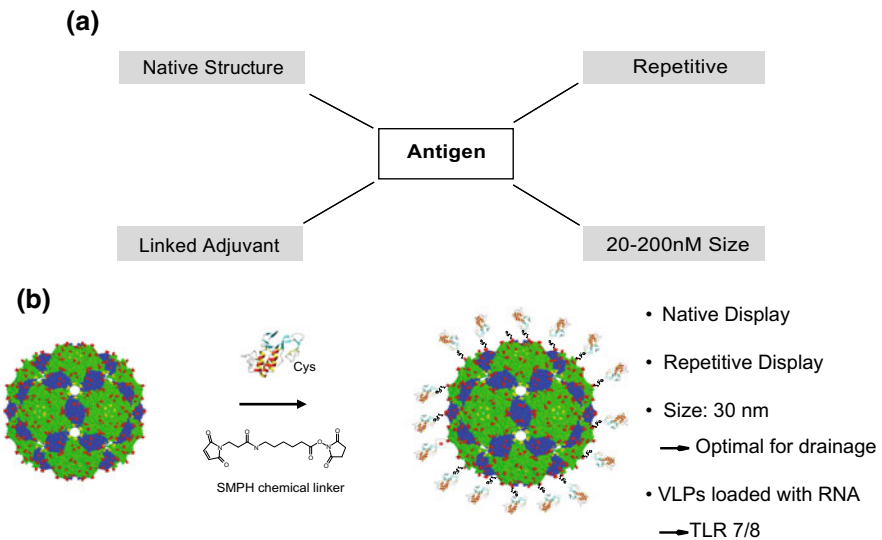 (a)
Native Structure
Repetitive
Antigen
Linked Adjuvant
20-200nM Size
(b)
Cys
O
O
N
O
N
O
O
N
O
O
SMPH chemical linker
• Native Display
• Repetitive Display
• Size: 30 nm
→ Optimal for drainage
• VLPs loaded with RNA
→ TLR 7/8